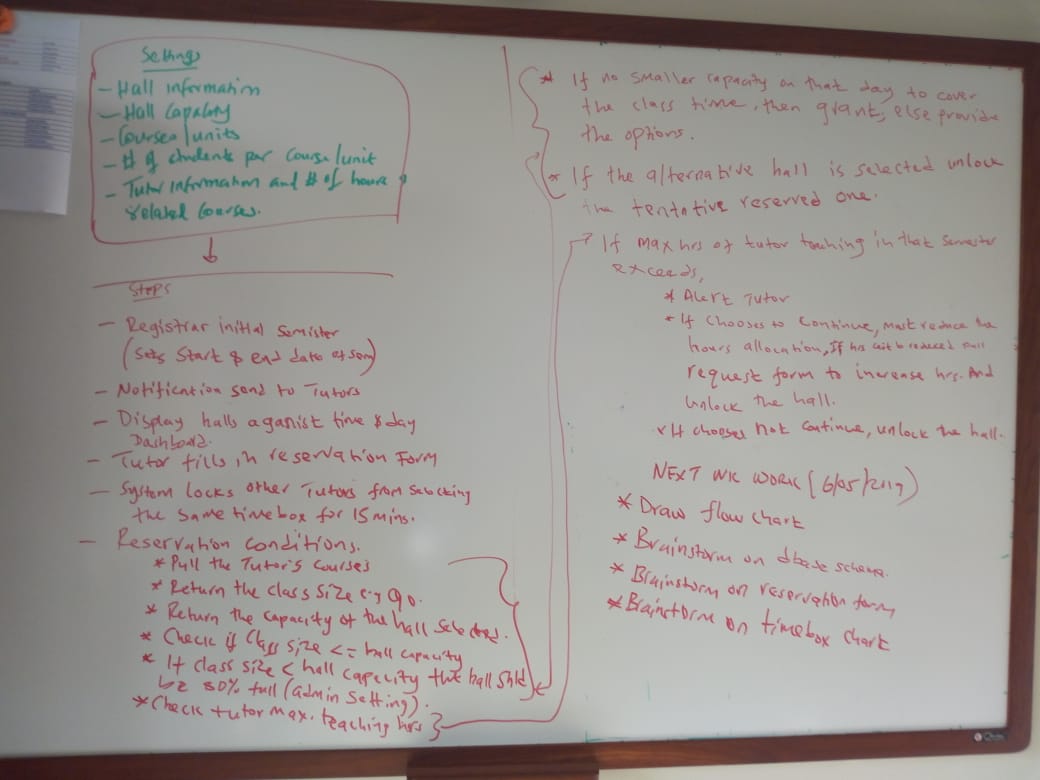 Settings
- Hall information
- Hall Capacity
- Courses/units
- # of students per course/unit
- Tutor information and # of hours
related courses.
Steps
- Registrar initial Semister
(Sets Start & end date of sem)
- Notification send to Tutors
- Display halls aganist time & day
Dashboard.
- Tutor fills in reservation Form
- System locks other Tutors from selecking
the same timebox for 15 mins.
- Reservation conditions.
* Pull the Tutor's Courses
* Return the class size e.g 90.
* Return the capacity of the hall selected.
* Check if Class size <= hall capacity
* If class size < hall capacity the hall shld
be 80% full (admin setting).
* Check tutor max. teaching hrs }
* If no smaller capacity on that day to cover
the class time, then grant, else provide
the options.
* If the alternative hall is selected unlock
the tentative reserved one.
If Max hrs of tutor teaching in that Semester
exceeds,
* Alert Tutor
* If chooses to continue, must reduce the
hours allocation, If hrs reduced
request form to increase hrs. And
Unlock the hall.
* If chooses Not continue, unlock the hall.
NEXT WK WORK (6/05/2019)
* Draw flow chart
* Brainstorm on dbase schema.
* Brainstorm on reservation form
* Brainstorm on timebox chart